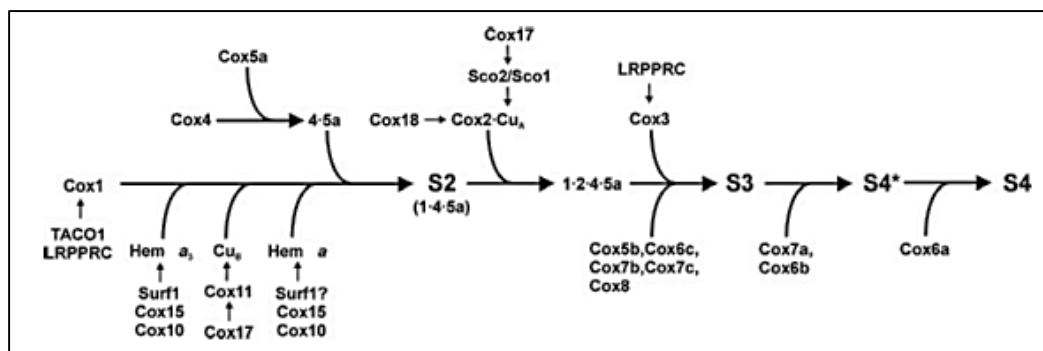 Cox17
Cox5a
Sco2/Sco1
LRPPRC
Cox4
4·5a
Cox18
Cox2·CuA
Cox3
Cox1
S2
1·2·4·5a
S3
S4*
S4
(1·4·5a)
TACO1
LRPPRC
Hem a3
CuB
Hem a
Cox5b,Cox6c,
Cox7b,Cox7c,
Cox8
Cox7a,
Cox6b
Cox6a
Surf1
Cox15
Cox10
Cox11
Cox17
Surf1?
Cox15
Cox10